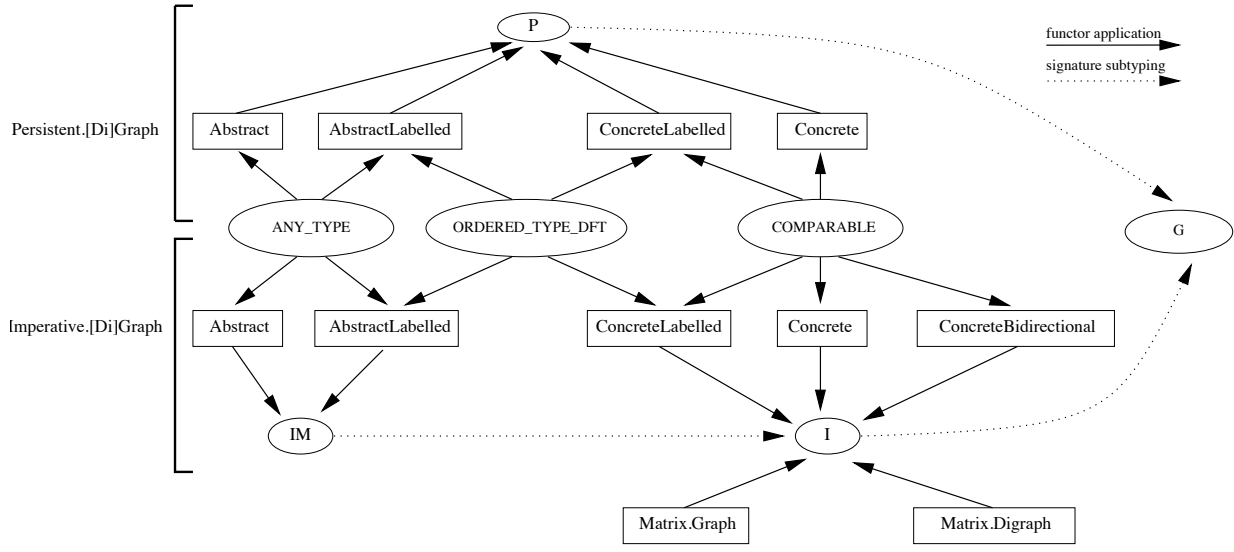 P
functor application
signature subtyping
Persistent.[Di]Graph
Abstract
AbstractLabelled
ConcreteLabelled
Concrete
ANY_TYPE
ORDERED_TYPE_DFT
COMPARABLE
G
Imperative.[Di]Graph
Abstract
AbstractLabelled
ConcreteLabelled
Concrete
ConcreteBidirectional
IM
I
Matrix.Graph
Matrix.Digraph